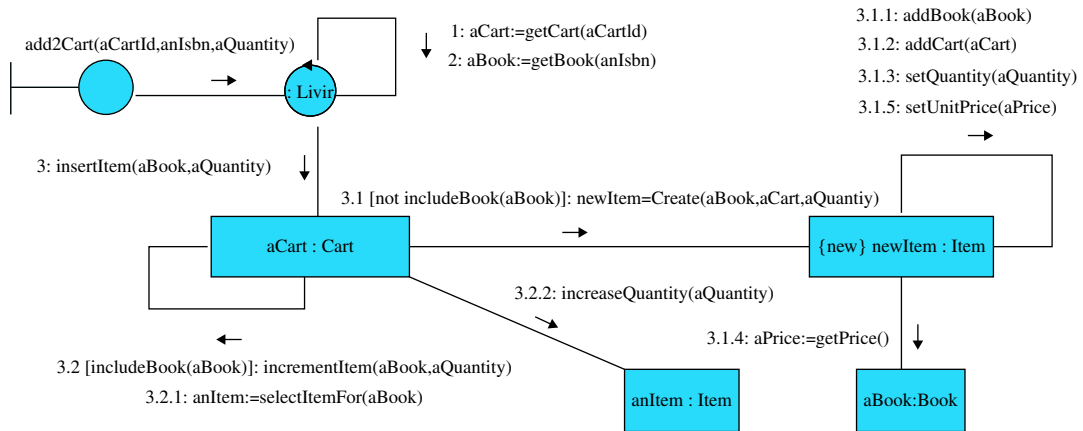 add2Cart(aCartId,anIsbn,aQuantity)
: Livir
1: aCart:=getCart(aCartId)
2: aBook:=getBook(anIsbn)
3.1.1: addBook(aBook)
3.1.2: addCart(aCart)
3.1.3: setQuantity(aQuantity)
3.1.5: setUnitPrice(aPrice)
3: insertItem(aBook,aQuantity)
3.1 [not includeBook(aBook)]: newItem=Create(aBook,aCart,aQuantiy)
aCart : Cart
{new} newItem : Item
3.2.2: increaseQuantity(aQuantity)
3.1.4: aPrice:=getPrice()
3.2 [includeBook(aBook)]: incrementItem(aBook,aQuantity)
3.2.1: anItem:=selectItemFor(aBook)
anItem : Item
aBook:Book